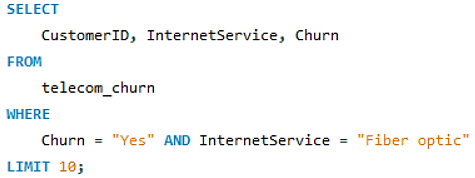 SELECT
CustomerID, InternetService, Churn
FROM
telecom_churn
WHERE
Churn = "Yes" AND InternetService = "Fiber optic"
LIMIT 10;